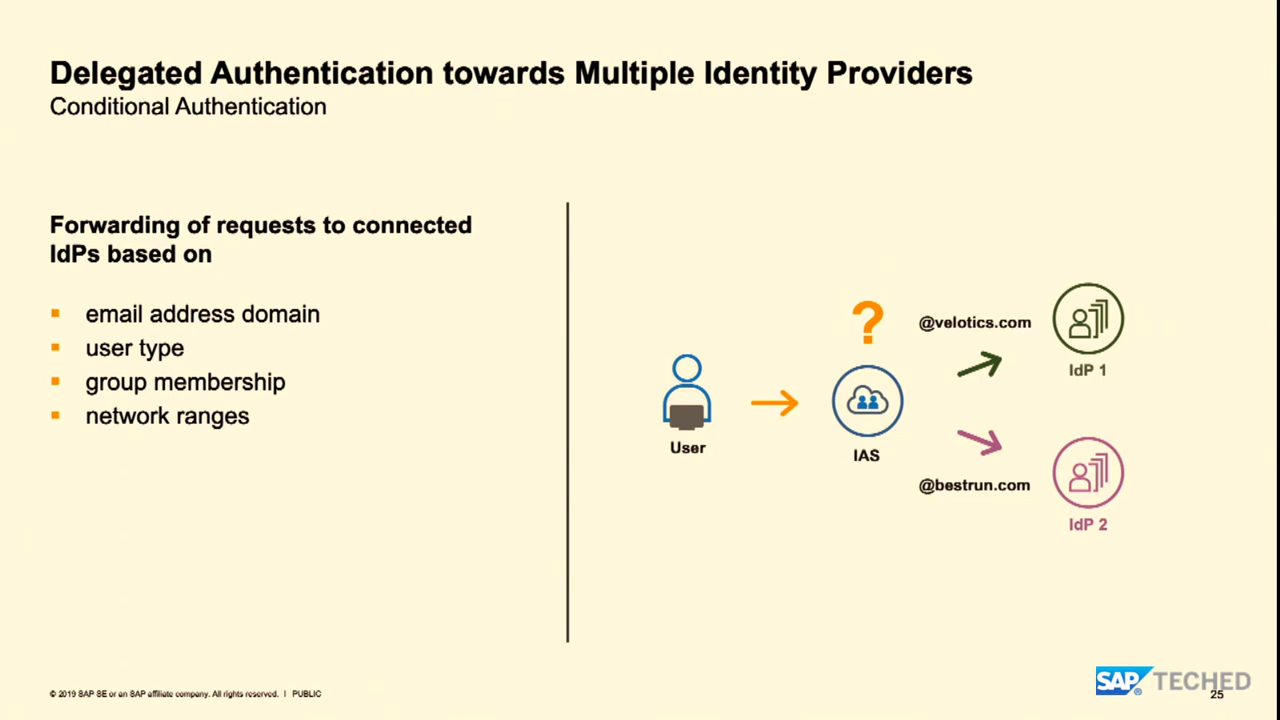 Delegated Authentication towards Multiple Identity Providers
Conditional Authentication
Forwarding of requests to connected
IdPs based on
▪ email address domain
▪ user type
▪ group membership
▪ network ranges
?
@velotics.com
IdP 1
User
IAS
@bestrun.com
IdP 2
© 2019 SAP SE or an SAP affiliate company. All rights reserved. | PUBLIC
SAP® TECHED
25